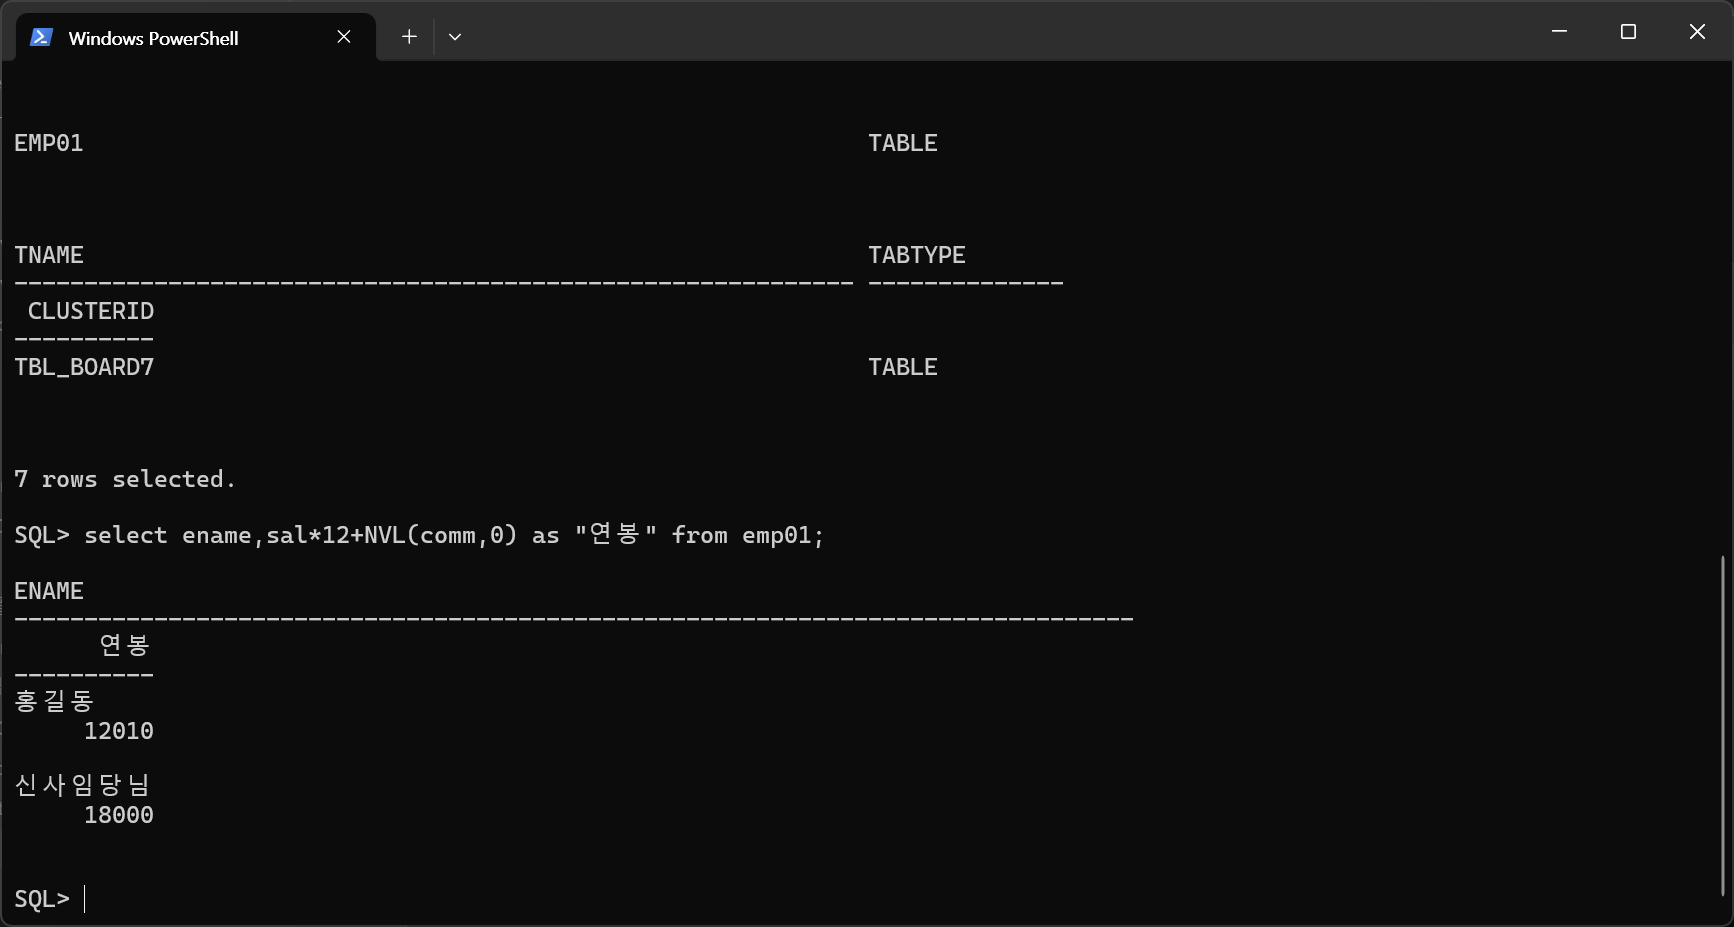 Windows PowerShell
EMP01 TABLE
TNAME TABTYPE
------------------------------------------------------------ --------------
CLUSTERID
----------
TBL_BOARD7 TABLE
7 rows selected.
SQL> select ename,sal*12+NVL(comm,0) as "연봉" from emp01;
ENAME
--------------------------------------------------------------------------------
연봉
----------
홍길동
12010
신사임당님
18000
SQL>